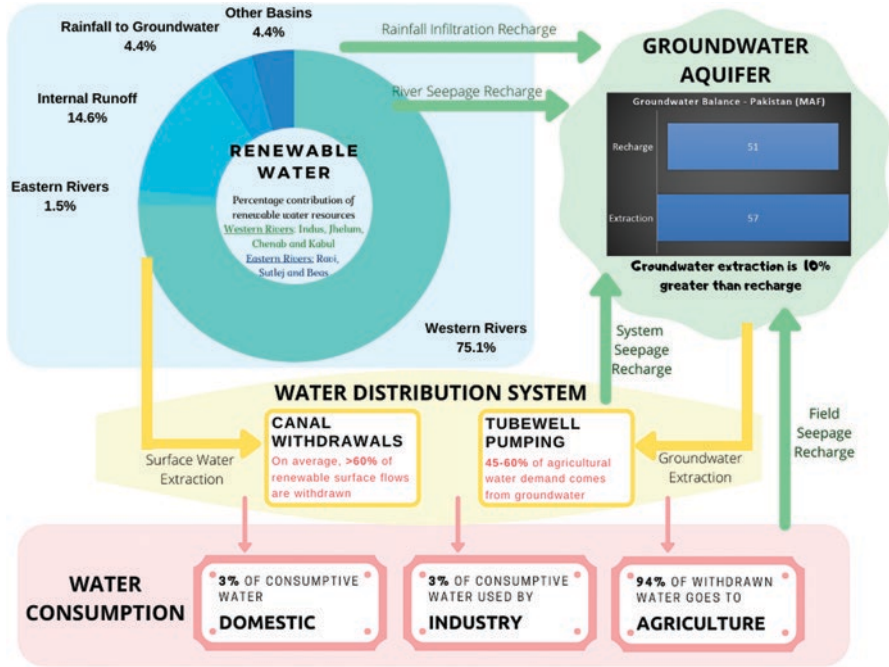 Other Basins
4.4%
Rainfall to Groundwater
4.4%
Internal Runoff
14.6%
Eastern Rivers
1.5%
RENEWABLE
WATER
Percentage contribution of
renewable water resources
Western Rivers: Indus, Jhelum,
Chenab and Kabul
Eastern Rivers: Ravi,
Sutlej and Beas
Western Rivers
75.1%
Rainfall Infiltration Recharge
River Seepage Recharge
GROUNDWATER
AQUIFER
Groundwater Balance - Pakistan (MAF)
Recharge
51
Extraction
57
Groundwater extraction is 10%
greater than recharge
System
Seepage
Recharge
Field
Seepage
Recharge
WATER DISTRIBUTION SYSTEM
Surface Water
Extraction
CANAL
WITHDRAWALS
On average, >60% of
renewable surface flows
are withdrawn
TUBEWELL
PUMPING
45-60% of agricultural
water demand comes
from groundwater
Groundwater
Extraction
WATER
CONSUMPTION
3% OF CONSUMPTIVE
WATER
DOMESTIC
3% OF CONSUMPTIVE
WATER USED BY
INDUSTRY
94% OF WITHDRAWN
WATER GOES TO
AGRICULTURE